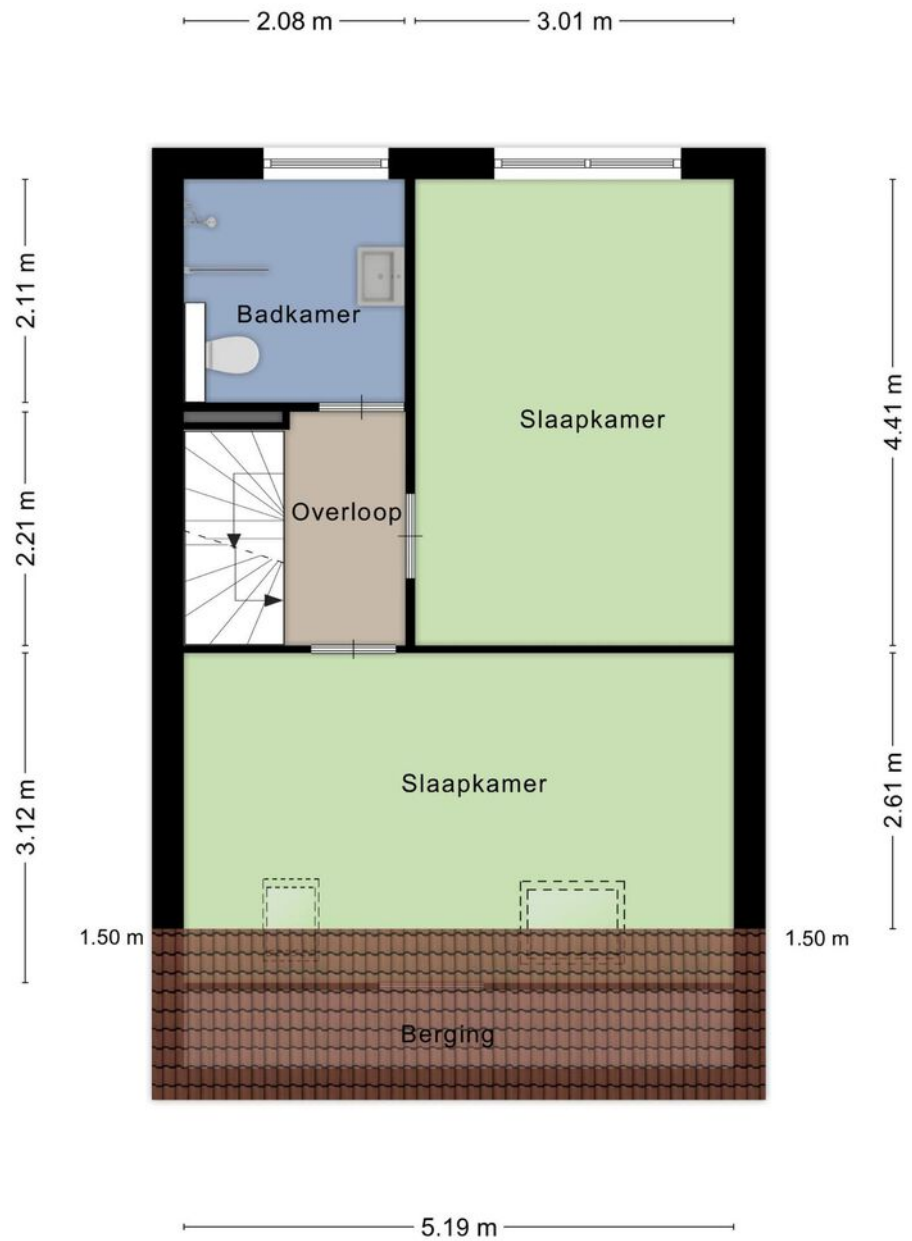 2.08 m
3.01 m
2.11 m
Badkamer
4.41 m
Slaapkamer
2.21 m
Overloop
3.12 m
2.61 m
Slaapkamer
1.50 m
1.50 m
Berging
5.19 m